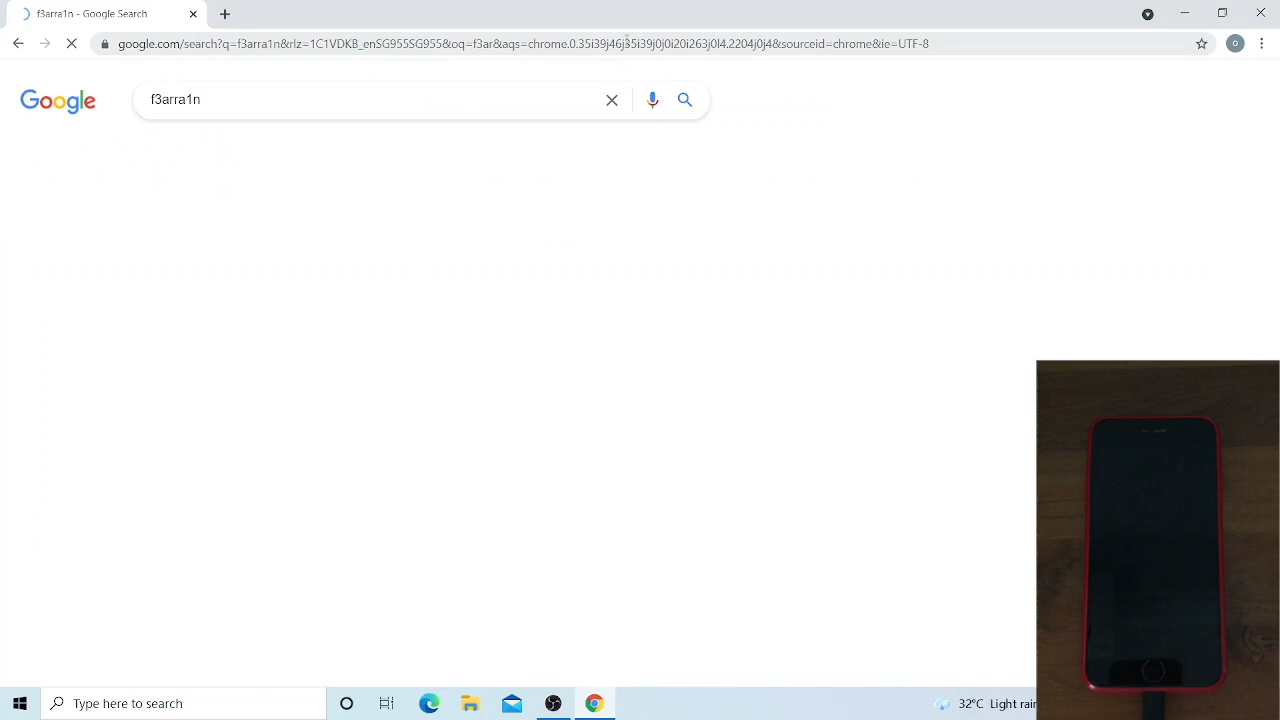 f3arra1n - Google Search
google.com/search?q=f3arra1n&rlz=1C1VDKB_enSG955SG955&oq=f3ar&aqs=chrome.0.35i39j46j35i39j0j0i20i263j0l4.2204j0j4&sourceid=chrome&ie=UTF-8
o
Google
f3arra1n
Type here to search
32°C Light rain